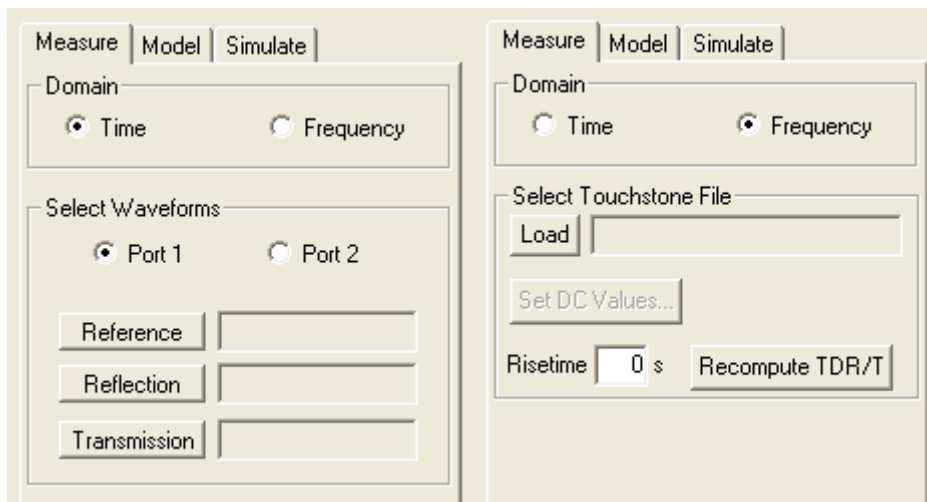 Measure Model Simulate
Domain
Time Frequency
Select Waveforms
Port 1 Port 2
Reference
Reflection
Transmission
Measure Model Simulate
Domain
Time Frequency
Select Touchstone File
Load
Set DC Values...
Risetime 0 s Recompute TDR/T